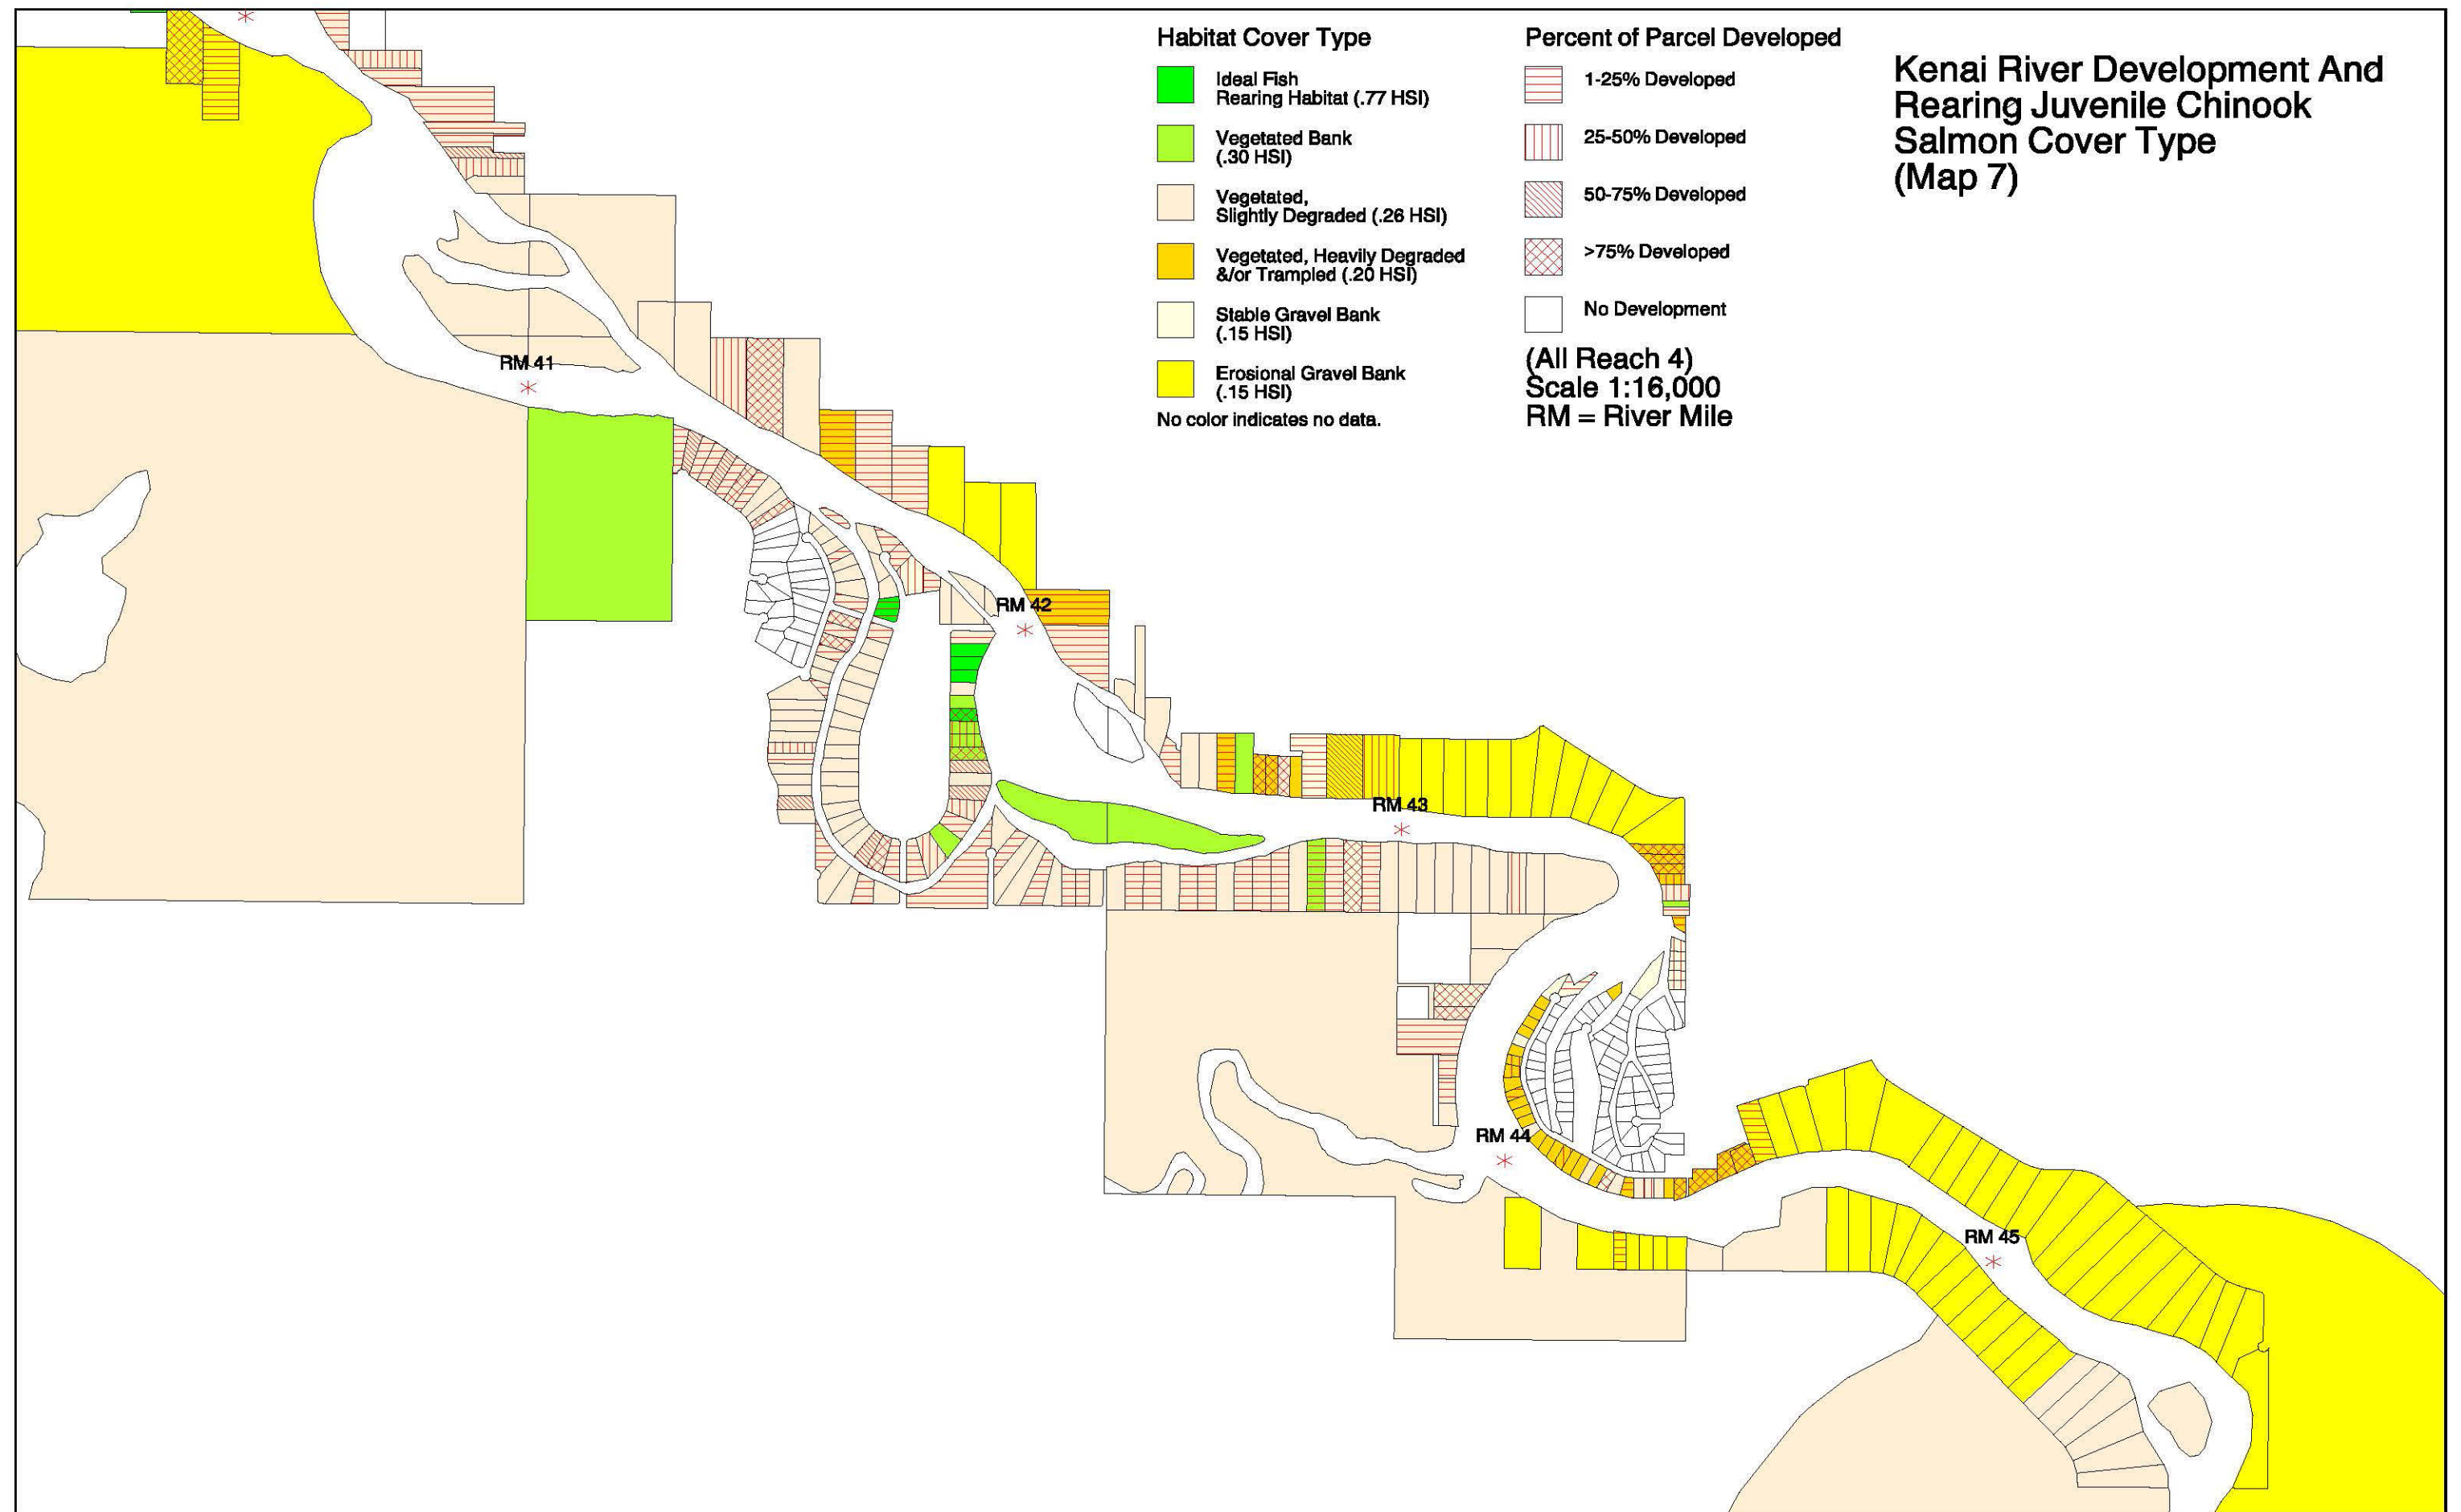 Habitat Cover Type
Ideal Fish
Rearing Habitat (.77 HSI)
Vegetated Bank
(.30 HSI)
Vegetated,
Slightly Degraded (.26 HSI)
Vegetated, Heavily Degraded
&/or Trampled (.20 HSI)
Stable Gravel Bank
(.15 HSI)
Erosional Gravel Bank
(.15 HSI)
No color indicates no data.
Percent of Parcel Developed
1-25% Developed
25-50% Developed
50-75% Developed
>75% Developed
No Development
(All Reach 4)
Scale 1:16,000
RM = River Mile
Kenai River Development And
Rearing Juvenile Chinook
Salmon Cover Type
(Map 7)
RM 41
RM 42
RM 43
RM 44
RM 45